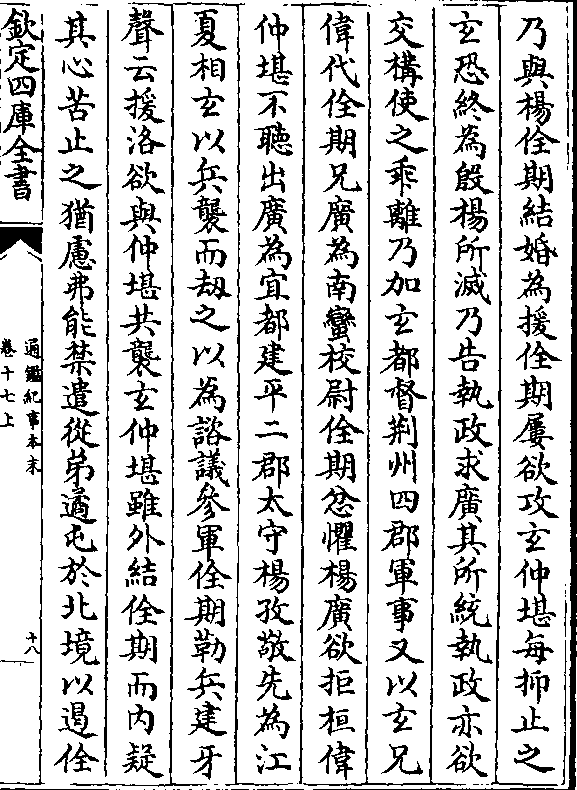 乃與楊佺期結婚為援佺期屢欲攻玄仲堪每抑止之
玄恐終為殷楊所滅乃告執政求廣其所統執政亦欲
交構使之乖離乃加玄都督荆州四郡軍事又以玄兄
偉代佺期兄廣為南蠻校尉佺期忿懼楊廣欲拒桓偉
仲堪不聽出廣為宜都建平二郡太守楊孜敬先為江
夏相玄以兵襲而劫之以為諮議參軍佺期勒兵建牙
聲云援洛欲與仲堪共襲玄仲堪雖外結佺期而内疑
其心苦止之猶慮弗能禁遣從弟遹屯於北境以遏佺
欽定四庫全書
通鑑紀事本末
卷十七上
十八